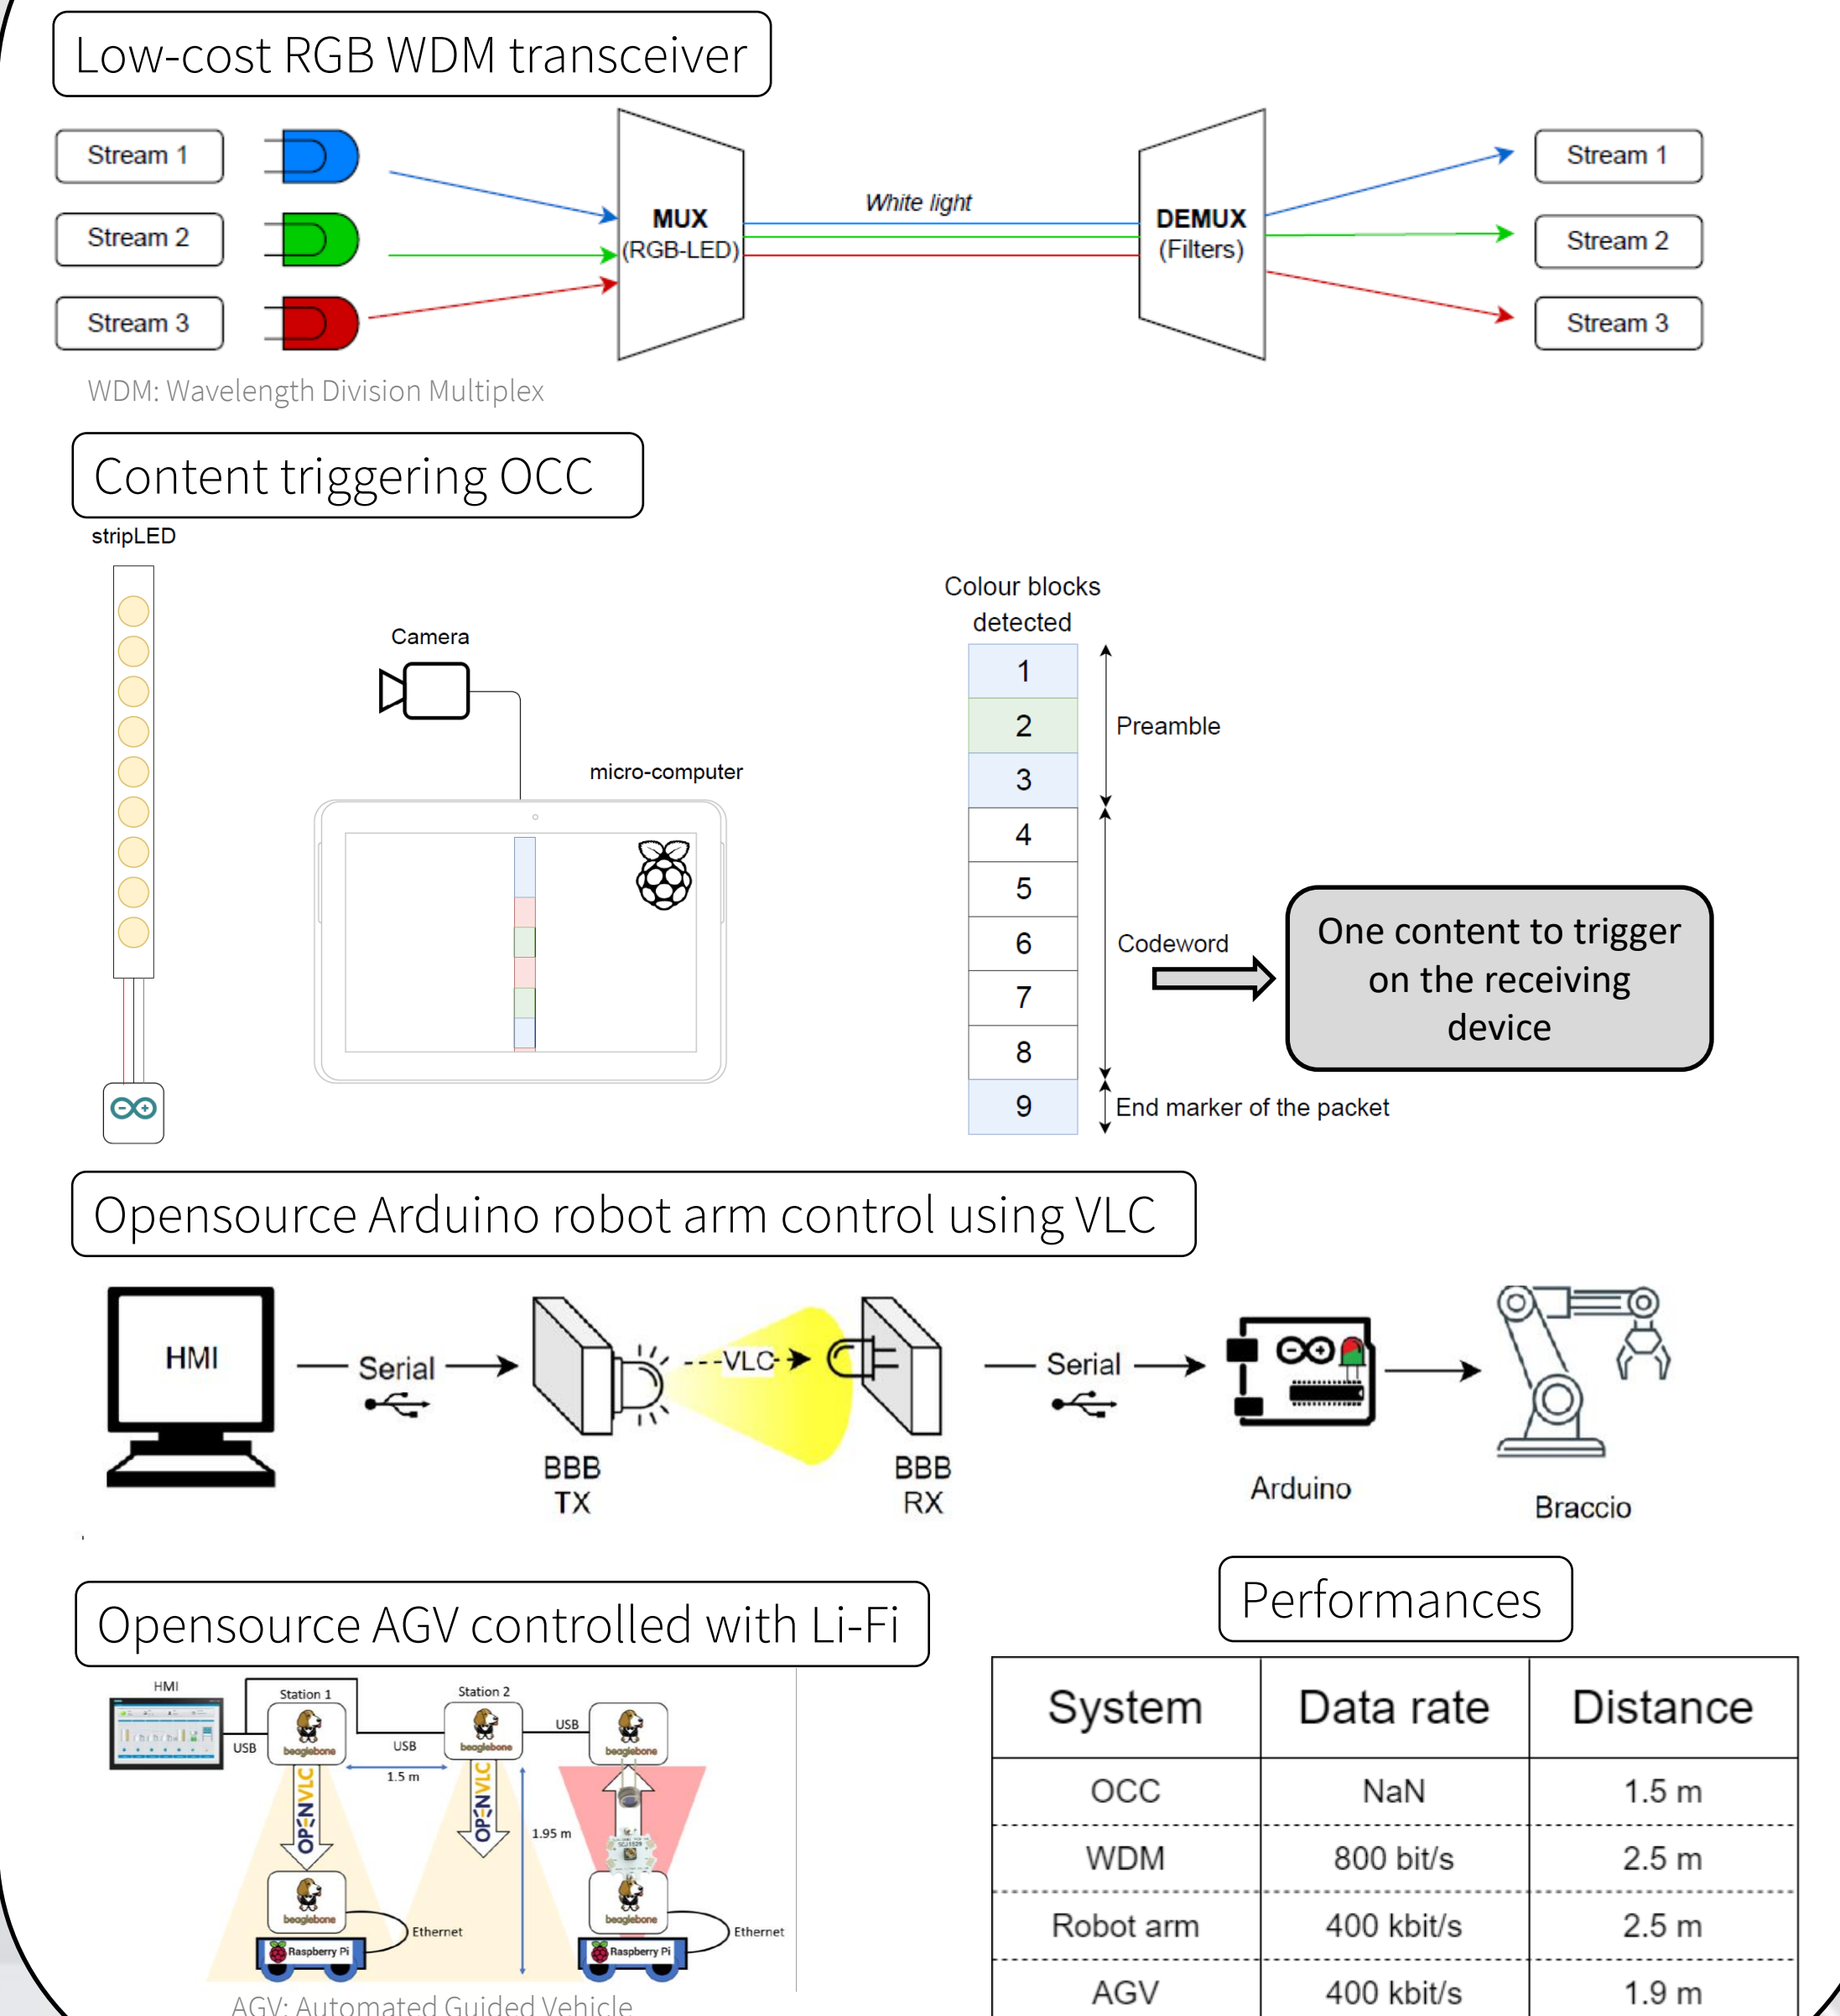 Low-cost RGB WDM transceiver
Stream 1
Stream 2
Stream 3
MUX
(RGB-LED)
White light
DEMUX
(Filters)
Stream 1
Stream 2
Stream 3
WDM: Wavelength Division Multiplex
Content triggering OCC
stripLED
Camera
micro-computer
Colour blocks
detected
1
2
3
4
5
6
7
8
9
Preamble
Codeword
End marker of the packet
One content to trigger
on the receiving
device
Opensource Arduino robot arm control using VLC
HMI
Serial
BBB
TX
VLC
BBB
RX
Serial
Arduino
Braccio
Opensource AGV controlled with Li-Fi
HMI
USB
Station 1
beaglebone
USB
1.5 m
Station 2
beaglebone
USB
beaglebone
OPENVLC
OPENVLC
1.95 m
beaglebone
Ethernet
Raspberry Pi
beaglebone
Ethernet
Raspberry Pi
AGV: Automated Guided Vehicle
Performances
System Data rate Distance
OCC NaN 1.5 m
WDM 800 bit/s 2.5 m
Robot arm 400 kbit/s 2.5 m
AGV 400 kbit/s 1.9 m